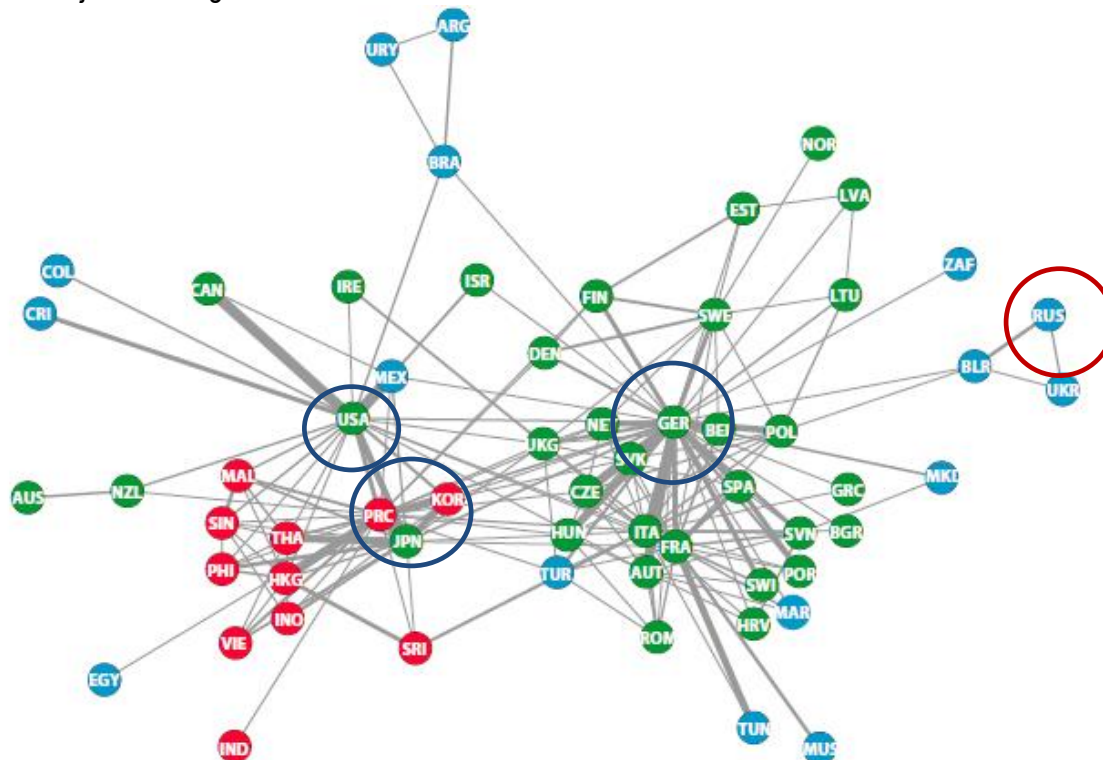 ARG
URY
BRA
NOR
LVA
EST
COL
CAN
IRE
ISR
FIN
LTU
ZAF
CRI
SWE
RUS
DEN
MEX
BLR
UKR
USA
GER
BEL
POL
UKG
SVK
MAL
AUS
NZL
KOR
CZE
SPA
GRC
MKD
SIN
PRC
THA
JPN
HUN
ITA
FRA
SVN
BGR
PHI
HKG
TUR
AUT
SWI
POR
INO
MAR
VIE
SRI
ROM
HRV
EGY
IND
TUN
MUS